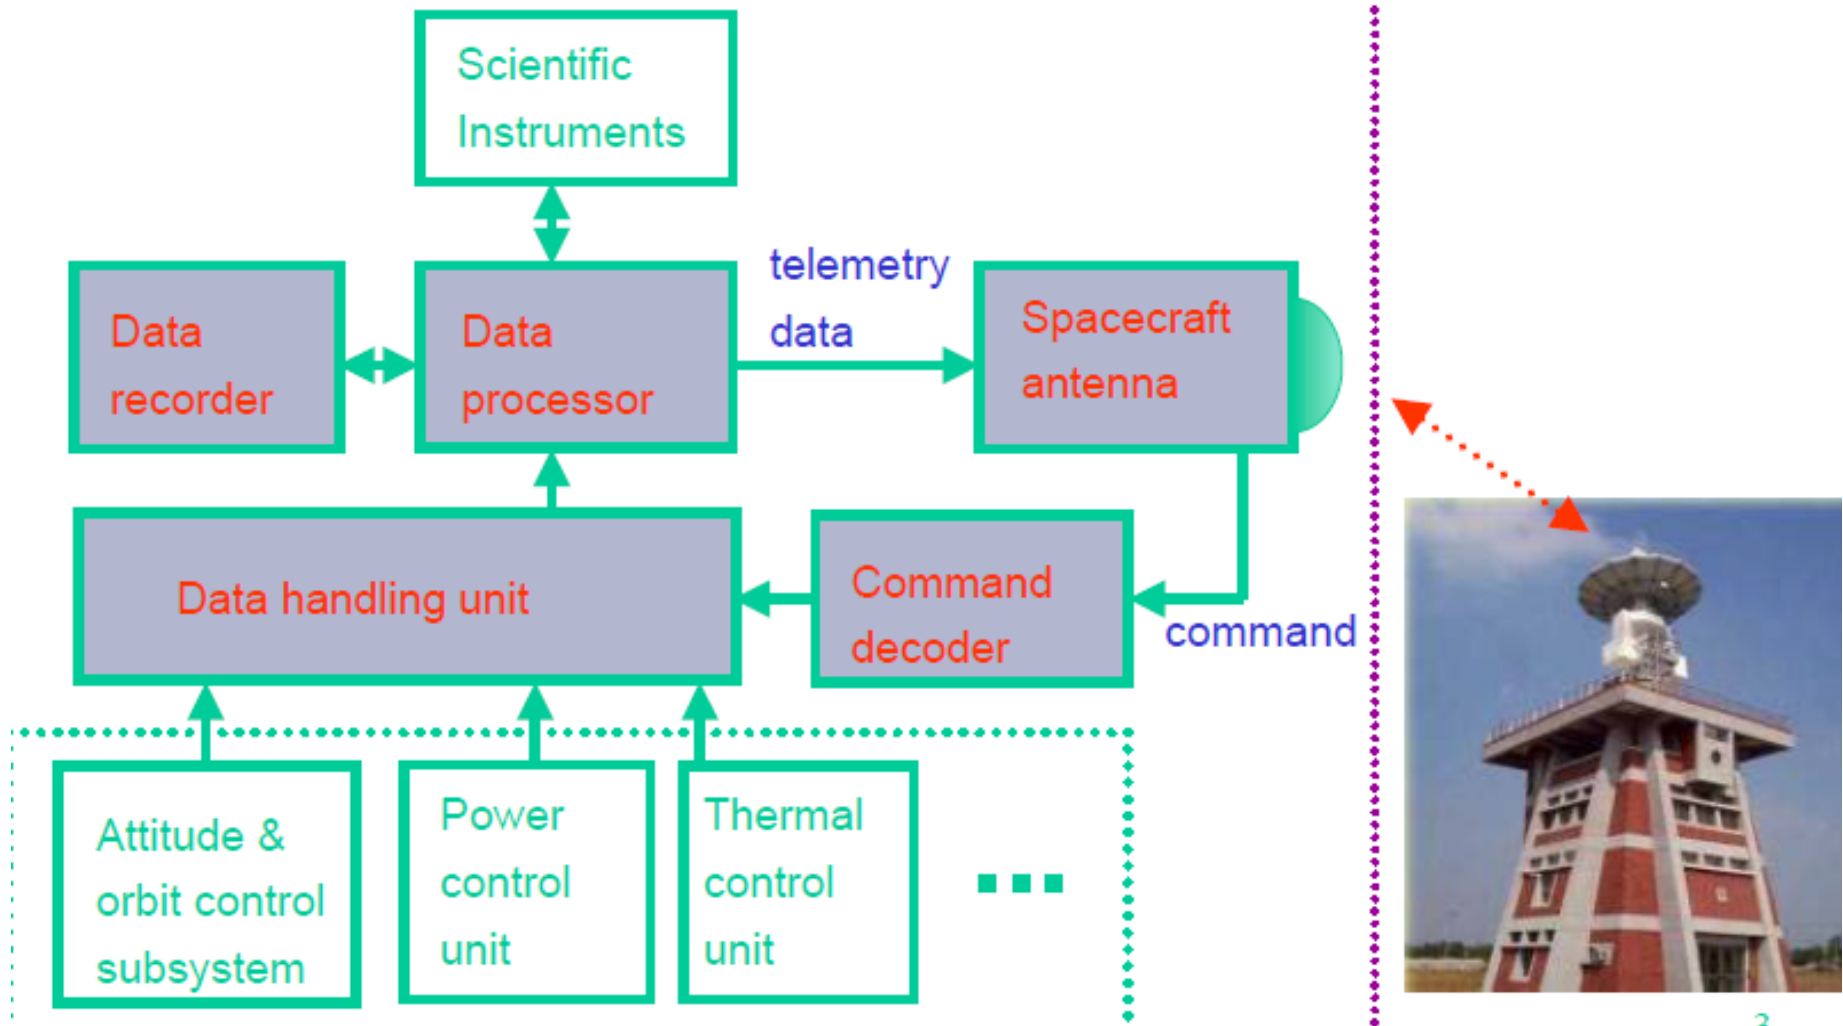 Scientific
Instruments
telemetry
data
Data
recorder
Data
processor
Spacecraft
antenna
Data handling unit
Command
decoder
command
Attitude &
orbit control
subsystem
Power
control
unit
Thermal
control
unit